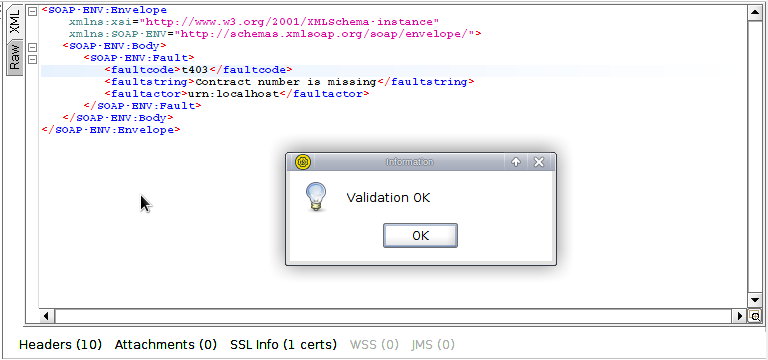 XML
Raw
<SOAP-ENV:Envelope
xmlns:xsi="http://www.w3.org/2001/XMLSchema-instance"
xmlns:SOAP-ENV="http://schemas.xmlsoap.org/soap/envelope/">
<SOAP-ENV:Body>
<SOAP-ENV:Fault>
<faultcode>t403</faultcode>
<faultstring>Contract number is missing</faultstring>
<faultactor>urn:localhost</faultactor>
</SOAP-ENV:Fault>
</SOAP-ENV:Body>
</SOAP-ENV:Envelope>
Information
Validation OK
OK
Headers (10) Attachments (0) SSL Info (1 certs) WSS (0) JMS (0)